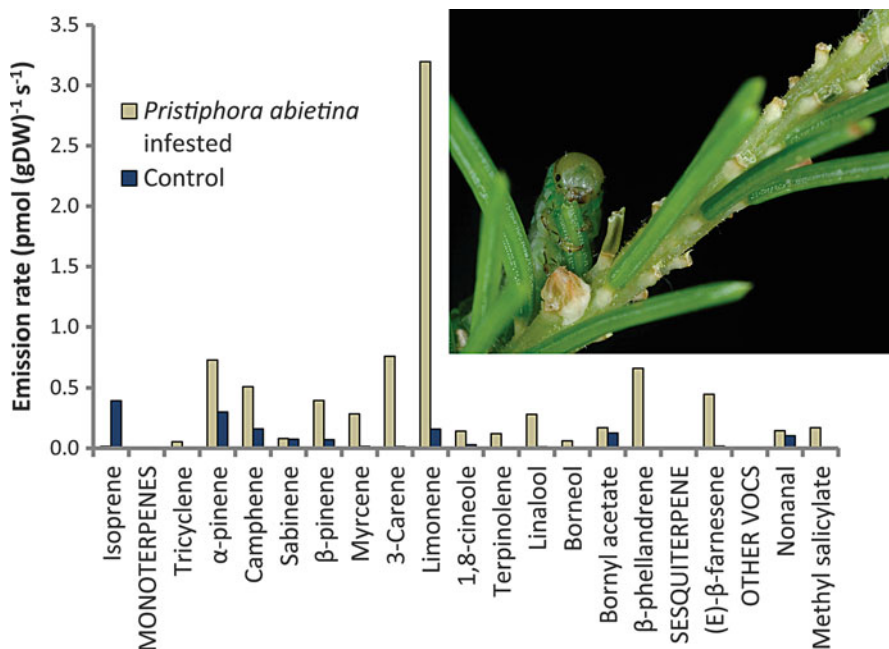 3.5
3.0
2.5
2.0
1.5
1.0
0.5
0.0
Emission rate (pmol (gDW)⁻¹ s⁻¹)
Pristiphora abietina
infested
Control
Isoprene
MONOTERPENES
Tricyclene
α-pinene
Camphene
Sabinene
β-pinene
Myrcene
3-Carene
Limonene
1,8-cineole
Terpinolene
Linalool
Borneol
Bornyl acetate
β-phellandrene
SESQUITERPENE
(E)-β-farnesene
OTHER VOCS
Nonanal
Methyl salicylate